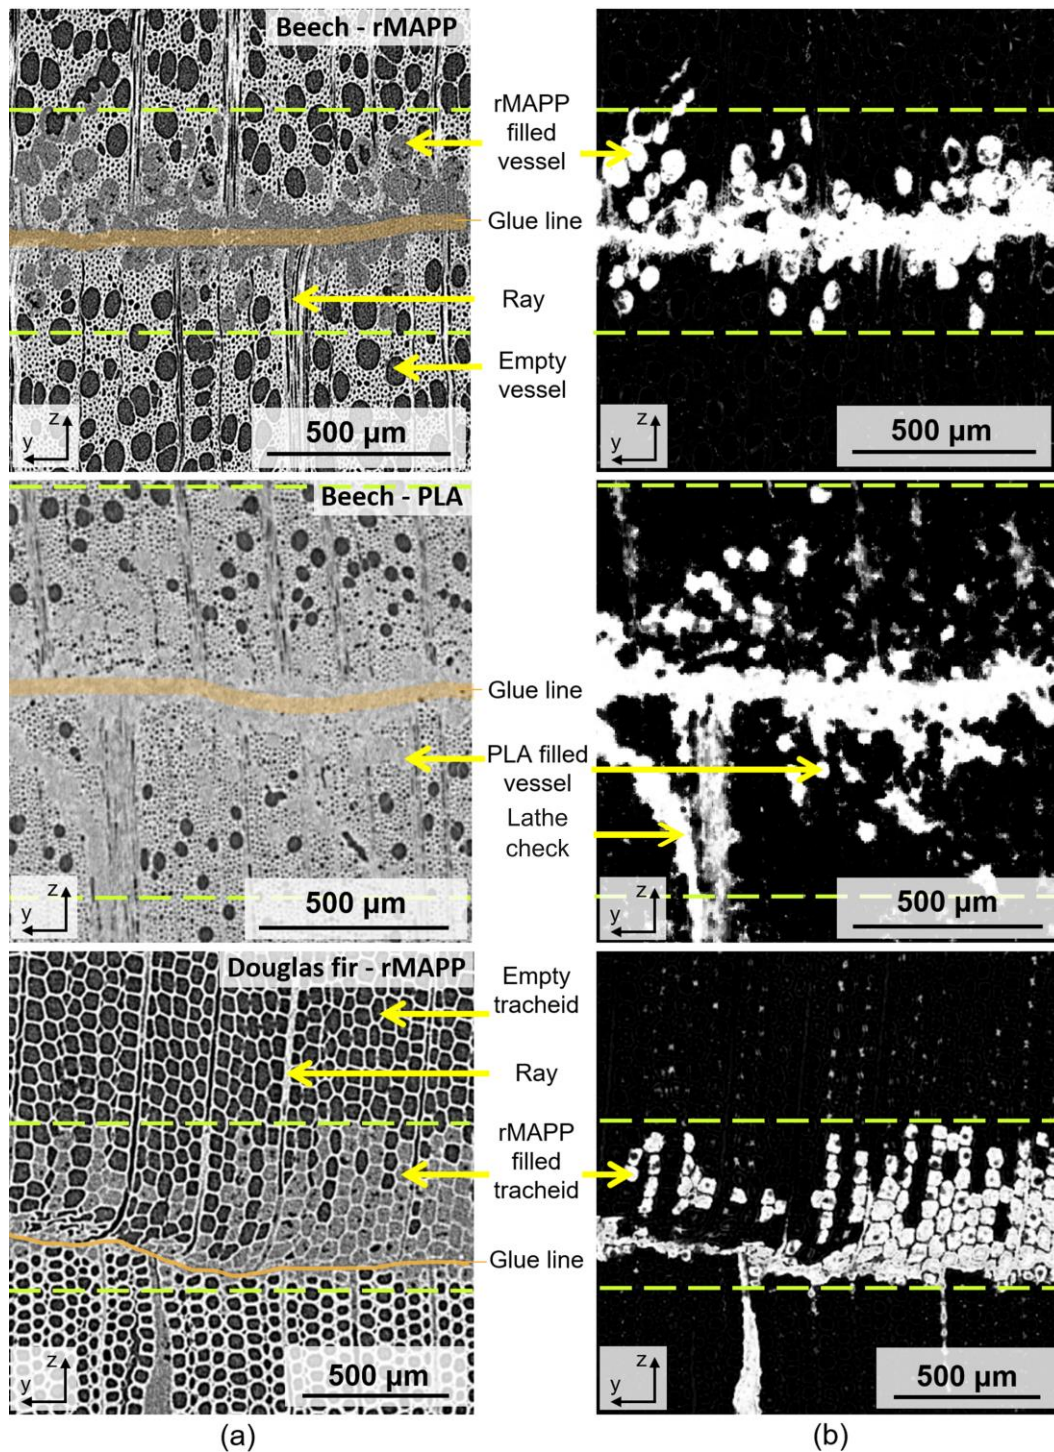 Beech - rMAPP
rMAPP
filled
vessel
Glue line
Ray
Empty
vessel
z
y
500 µm
z
y
500 µm
Beech - PLA
Glue line
PLA filled
vessel
Lathe
check
z
y
500 µm
z
y
500 µm
Douglas fir - rMAPP
Empty
tracheid
Ray
rMAPP
filled
tracheid
Glue line
z
y
500 µm
z
y
500 µm
(a)
(b)